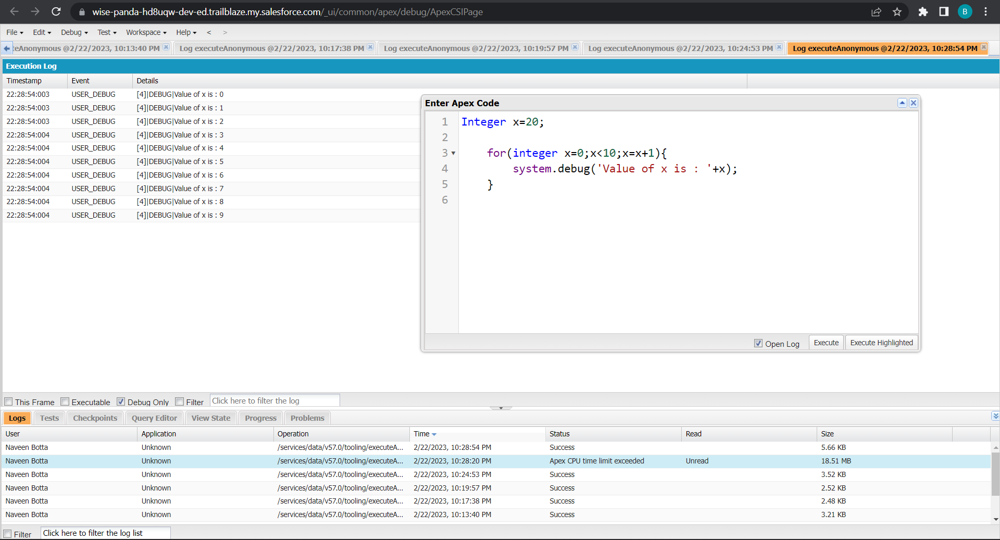 wise-panda-hd8uqw-dev-ed.trailblaze.my.salesforce.com/_ui/common/apex/debug/ApexCSIPage
B
File Edit Debug Test Workspace Help < >
:eAnonymous @2/22/2023, 10:13:40 PM Log executeAnonymous @2/22/2023, 10:17:38 PM Log executeAnonymous @2/22/2023, 10:19:57 PM Log executeAnonymous @2/22/2023, 10:24:53 PM Log executeAnonymous @2/22/2023, 10:28:54 PM
Execution Log
Timestamp Event Details
22:28:54:003 USER_DEBUG [4]|DEBUG|Value of x is : 0
22:28:54:003 USER_DEBUG [4]|DEBUG|Value of x is : 1
22:28:54:003 USER_DEBUG [4]|DEBUG|Value of x is : 2
22:28:54:004 USER_DEBUG [4]|DEBUG|Value of x is : 3
22:28:54:004 USER_DEBUG [4]|DEBUG|Value of x is : 4
22:28:54:004 USER_DEBUG [4]|DEBUG|Value of x is : 5
22:28:54:004 USER_DEBUG [4]|DEBUG|Value of x is : 6
22:28:54:004 USER_DEBUG [4]|DEBUG|Value of x is : 7
22:28:54:004 USER_DEBUG [4]|DEBUG|Value of x is : 8
22:28:54:004 USER_DEBUG [4]|DEBUG|Value of x is : 9
Enter Apex Code
1 Integer x=20;
2
3 for(integer x=0;x<10;x=x+1){
4 system.debug('Value of x is : '+x);
5 }
6
Open Log Execute Execute Highlighted
This Frame Executable Debug Only Filter Click here to filter the log
Logs Tests Checkpoints Query Editor View State Progress Problems
User Application Operation Time Status Read Size
Naveen Botta Unknown /services/data/v57.0/tooling/executeA... 2/22/2023, 10:28:54 PM Success 5.66 KB
Naveen Botta Unknown /services/data/v57.0/tooling/executeA... 2/22/2023, 10:28:20 PM Apex CPU time limit exceeded Unread 18.51 MB
Naveen Botta Unknown /services/data/v57.0/tooling/executeA... 2/22/2023, 10:24:53 PM Success 3.52 KB
Naveen Botta Unknown /services/data/v57.0/tooling/executeA... 2/22/2023, 10:19:57 PM Success 2.52 KB
Naveen Botta Unknown /services/data/v57.0/tooling/executeA... 2/22/2023, 10:17:38 PM Success 2.48 KB
Naveen Botta Unknown /services/data/v57.0/tooling/executeA... 2/22/2023, 10:13:40 PM Success 3.21 KB
Filter Click here to filter the log list